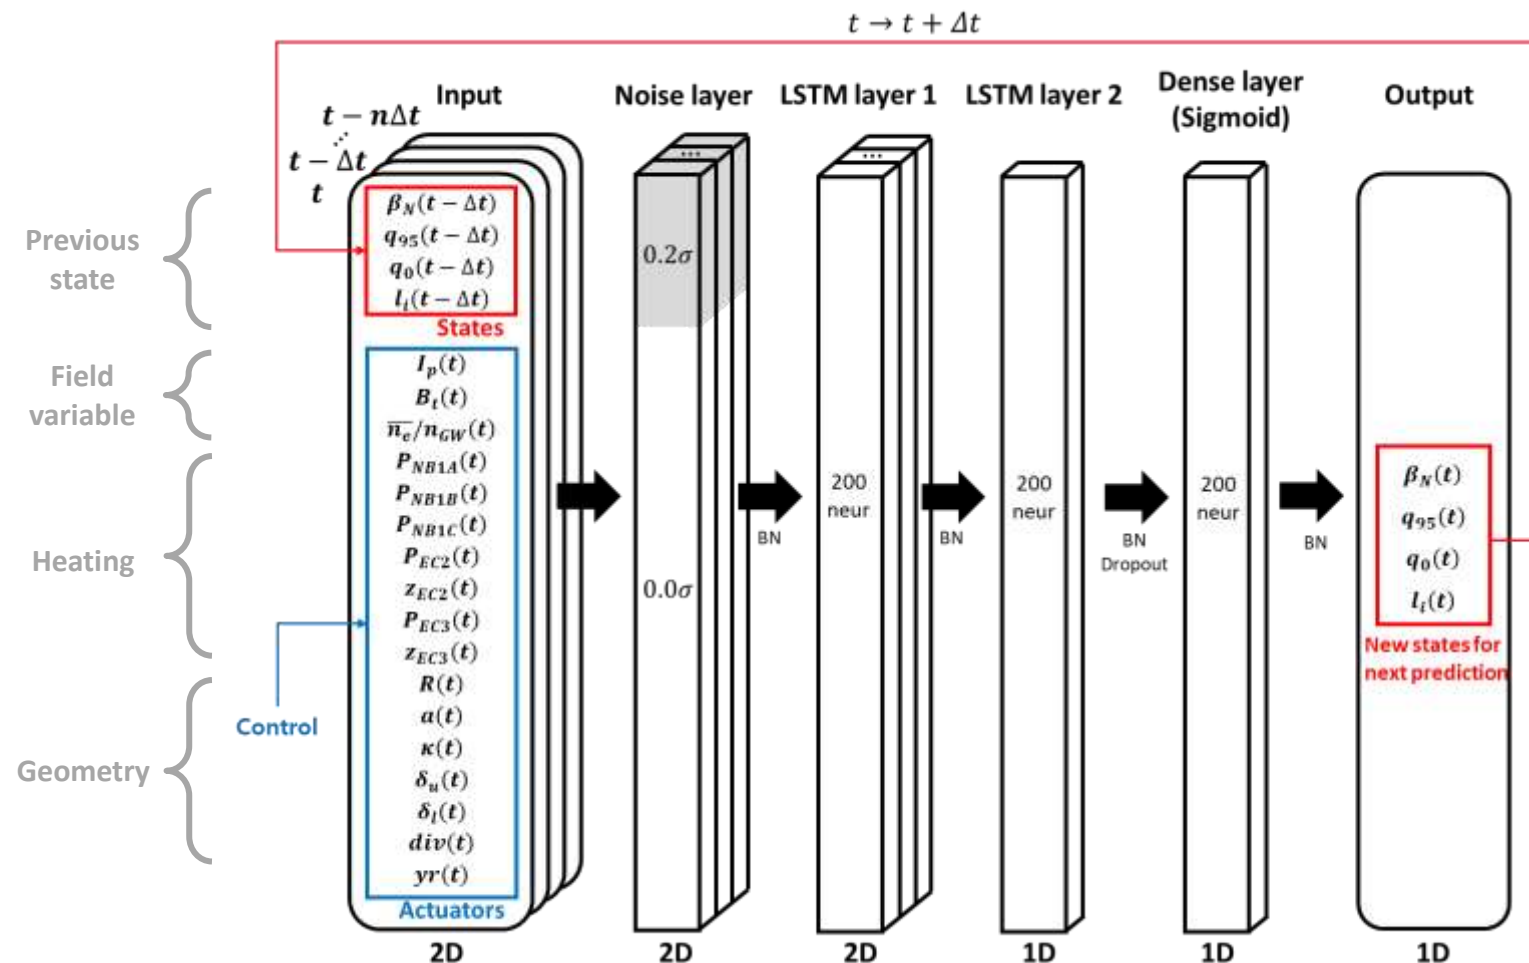 t → t + Δt
Input
Noise layer
LSTM layer 1
LSTM layer 2
Dense layer
(Sigmoid)
Output
t − nΔt
⋰
t − Δt
t
Previous
state
β_N(t − Δt)
q_95(t − Δt)
q_0(t − Δt)
l_i(t − Δt)
States
Field
variable
I_p(t)
B_t(t)
n̅_e̅/n_GW(t)
Heating
P_NB1A(t)
P_NB1B(t)
P_NB1C(t)
P_EC2(t)
z_EC2(t)
P_EC3(t)
z_EC3(t)
Geometry
R(t)
a(t)
κ(t)
δ_u(t)
δ_l(t)
div(t)
yr(t)
Actuators
Control
...
0.2σ
0.0σ
BN
...
200
neur
BN
200
neur
BN
Dropout
200
neur
BN
β_N(t)
q_95(t)
q_0(t)
l_i(t)
New states for
next prediction
2D
2D
2D
1D
1D
1D